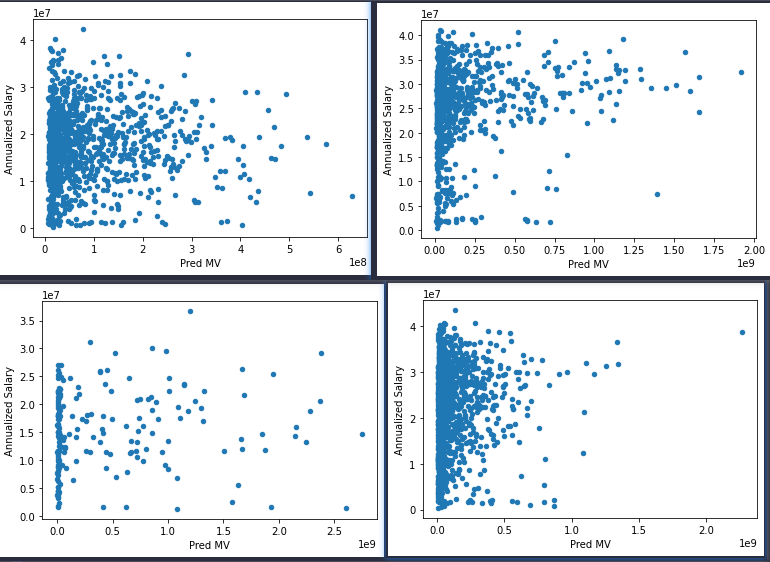 1e7
4
3
2
1
0
Annualized Salary
0 1 2 3 4 5 6
Pred MV
1e8
1e7
4.0
3.5
3.0
2.5
2.0
1.5
1.0
0.5
0.0
Annualized Salary
0.00 0.25 0.50 0.75 1.00 1.25 1.50 1.75 2.00
Pred MV
1e9
1e7
3.5
3.0
2.5
2.0
1.5
1.0
0.5
0.0
Annualized Salary
0.0 0.5 1.0 1.5 2.0 2.5
Pred MV
1e9
1e7
4
3
2
1
0
Annualized Salary
0.0 0.5 1.0 1.5 2.0
Pred MV
1e9